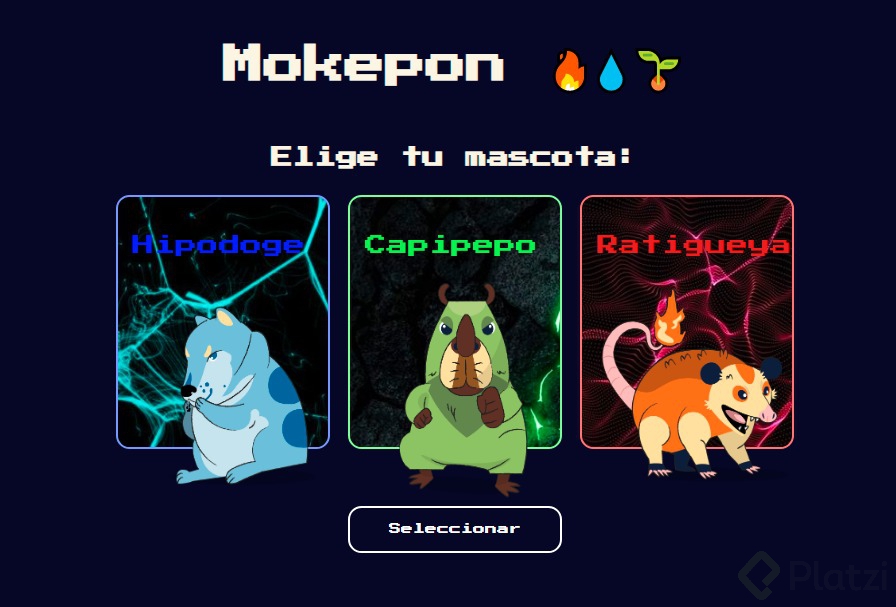 Mokepon
Elige tu mascota:
Hipodoge
Capipepo
Ratigueya
Seleccionar
Platzi